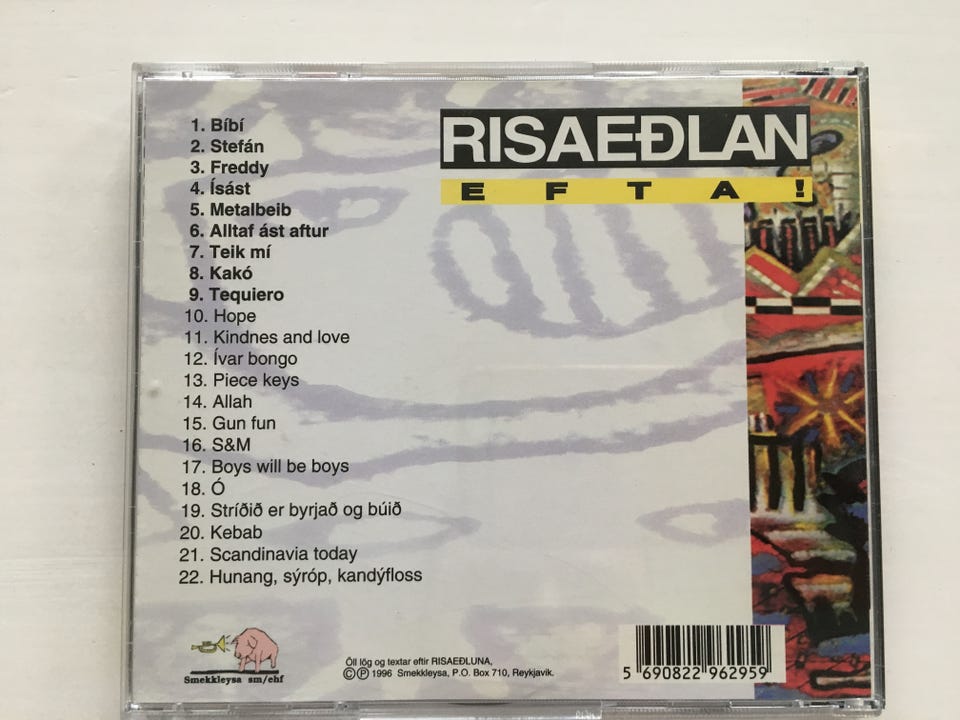 RISAEÐLAN
EFTA!
1. Bíbí
2. Stefán
3. Freddy
4. Ísást
5. Metalbeib
6. Alltaf ást aftur
7. Teik mí
8. Kakó
9. Tequiero
10. Hope
11. Kindnes and love
12. Ívar bongo
13. Piece keys
14. Allah
15. Gun fun
16. S&M
17. Boys will be boys
18. Ó
19. Stríðið er byrjað og búið
20. Kebab
21. Scandinavia today
22. Hunang, sýróp, kandýfloss
Smekkleysa sm/ehf
Öll lög og textar eftir RISAEÐLUNA,
©℗ 1996 Smekkleysa, P.O. Box 710, Reykjavik.
5 690822 962959